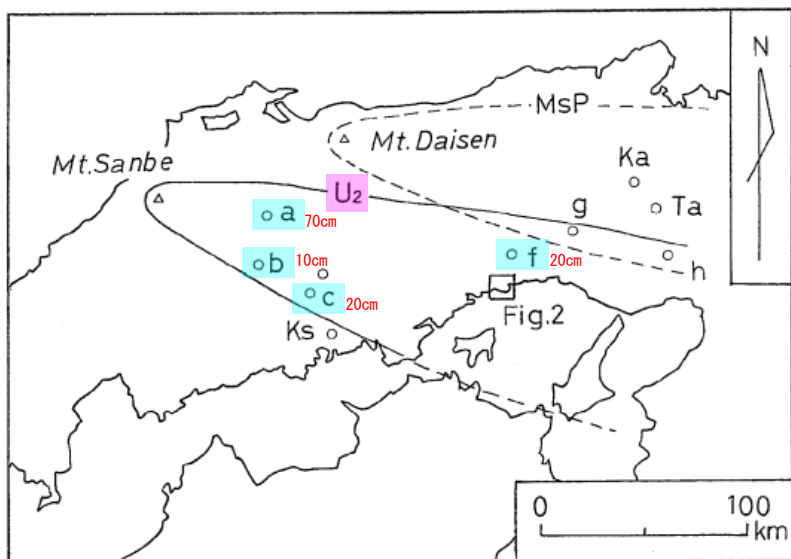 N
MsP
Mt.Daisen
Mt.Sanbe
Ka
U2
Ta
a 70cm
g
b 10cm
f 20cm
h
c 20cm
Fig.2
Ks
0 100
km